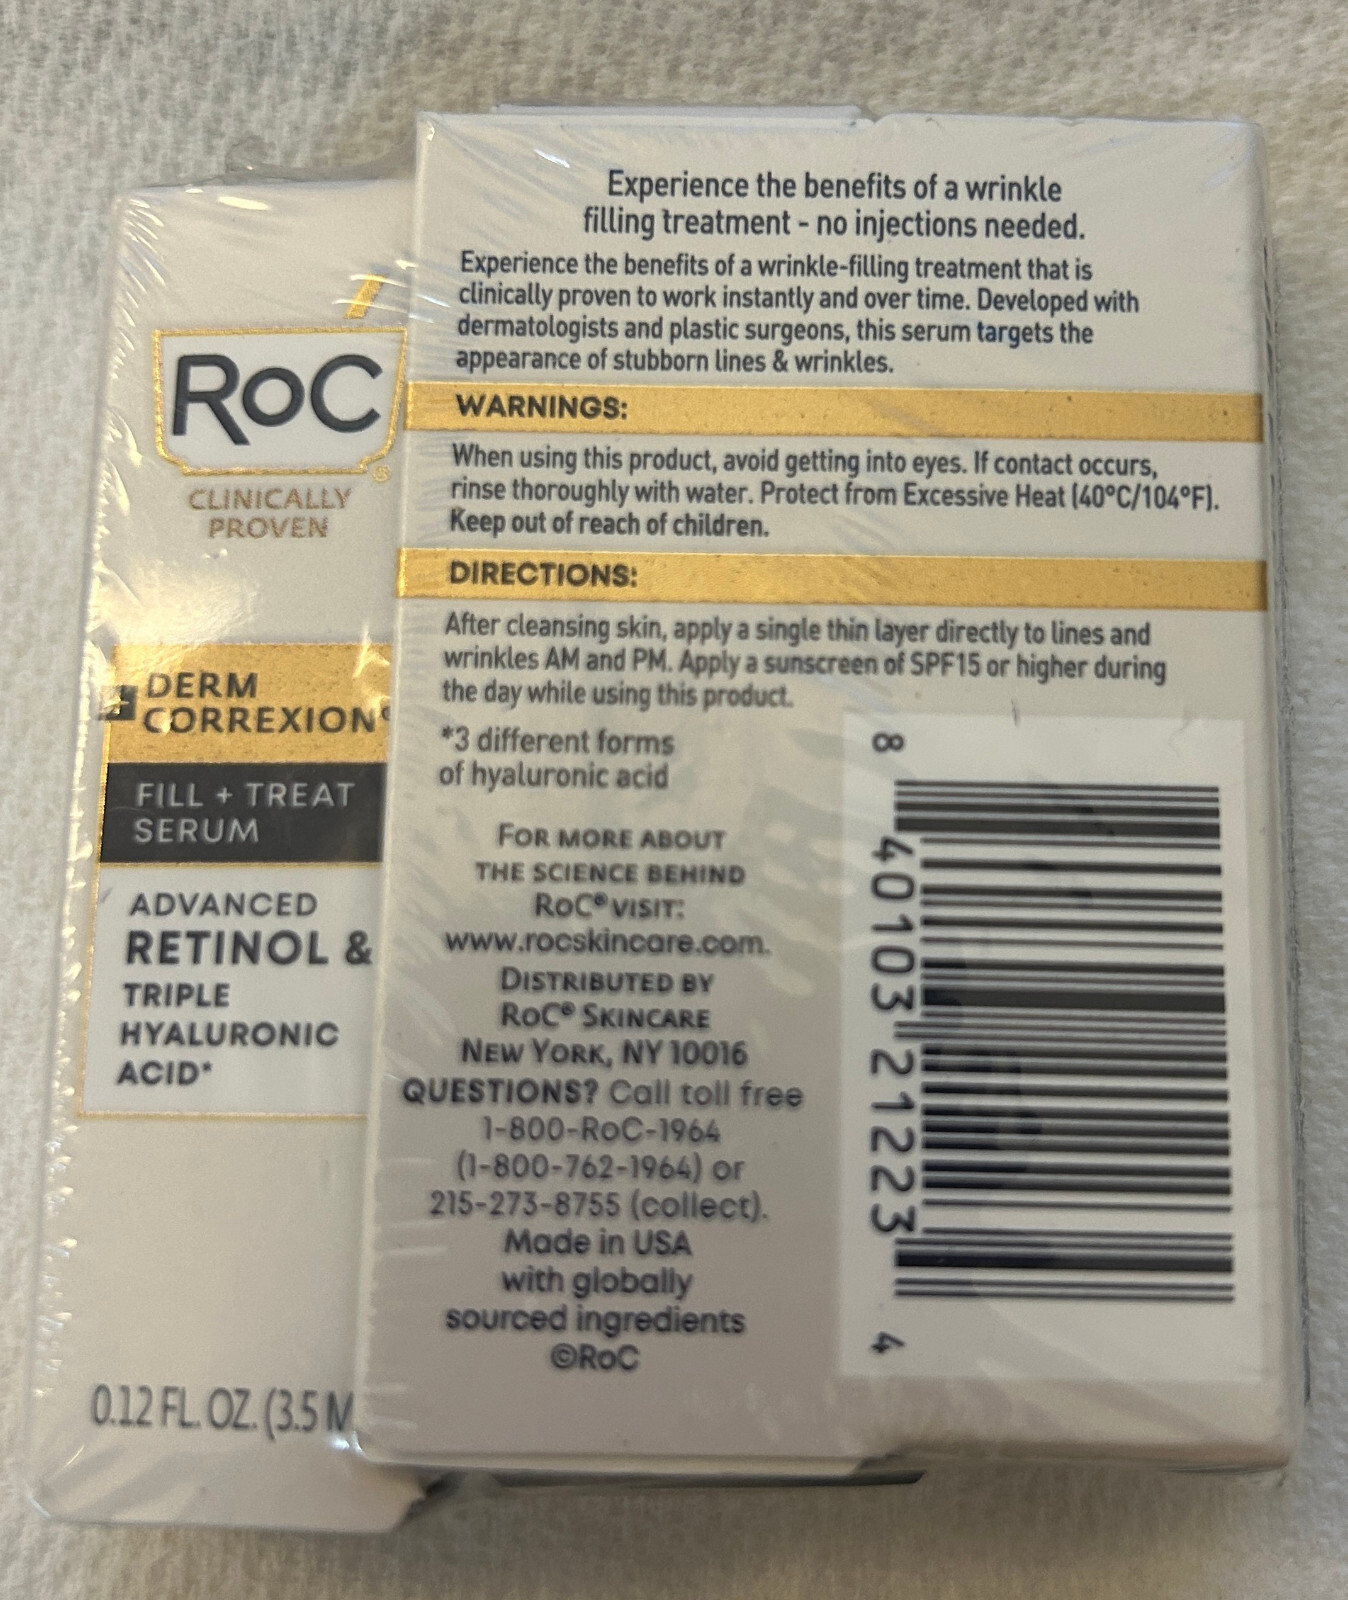 RoC
®
CLINICALLY
PROVEN
+ DERM
CORREXION®
FILL + TREAT
SERUM
ADVANCED
RETINOL &
TRIPLE
HYALURONIC
ACID*
0.12 FL. OZ. (3.5 M
Experience the benefits of a wrinkle
filling treatment - no injections needed.
Experience the benefits of a wrinkle-filling treatment that is
clinically proven to work instantly and over time. Developed with
dermatologists and plastic surgeons, this serum targets the
appearance of stubborn lines & wrinkles.
WARNINGS:
When using this product, avoid getting into eyes. If contact occurs,
rinse thoroughly with water. Protect from Excessive Heat (40°C/104°F).
Keep out of reach of children.
DIRECTIONS:
After cleansing skin, apply a single thin layer directly to lines and
wrinkles AM and PM. Apply a sunscreen of SPF15 or higher during
the day while using this product.
*3 different forms
of hyaluronic acid
FOR MORE ABOUT
THE SCIENCE BEHIND
RoC® VISIT:
www.rocskincare.com.
DISTRIBUTED BY
RoC® SKINCARE
NEW YORK, NY 10016
QUESTIONS? Call toll free
1-800-RoC-1964
(1-800-762-1964) or
215-273-8755 (collect).
Made in USA
with globally
sourced ingredients
©RoC
8 40103 21223 4